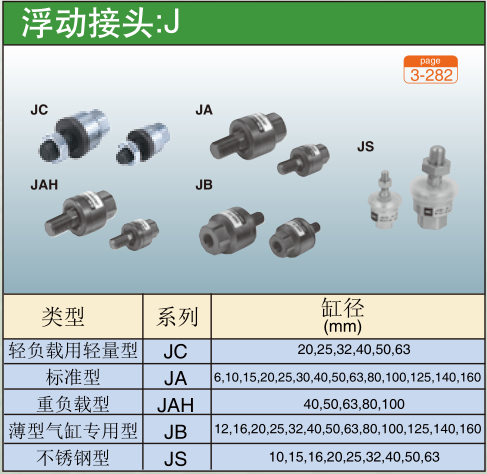 浮动接头:J
page
3-282
JC
JA
JS
JAH
JB
类型 系列 缸径
(mm)
轻负载用轻量型 JC 20,25,32,40,50,63
标准型 JA 6,10,15,20,25,30,40,50,63,80,100,125,140,160
重负载型 JAH 40,50,63,80,100
薄型气缸专用型 JB 12,16,20,25,32,40,50,63,80,100,125,140,160
不锈钢型 JS 10,15,16,20,25,32,40,50,63